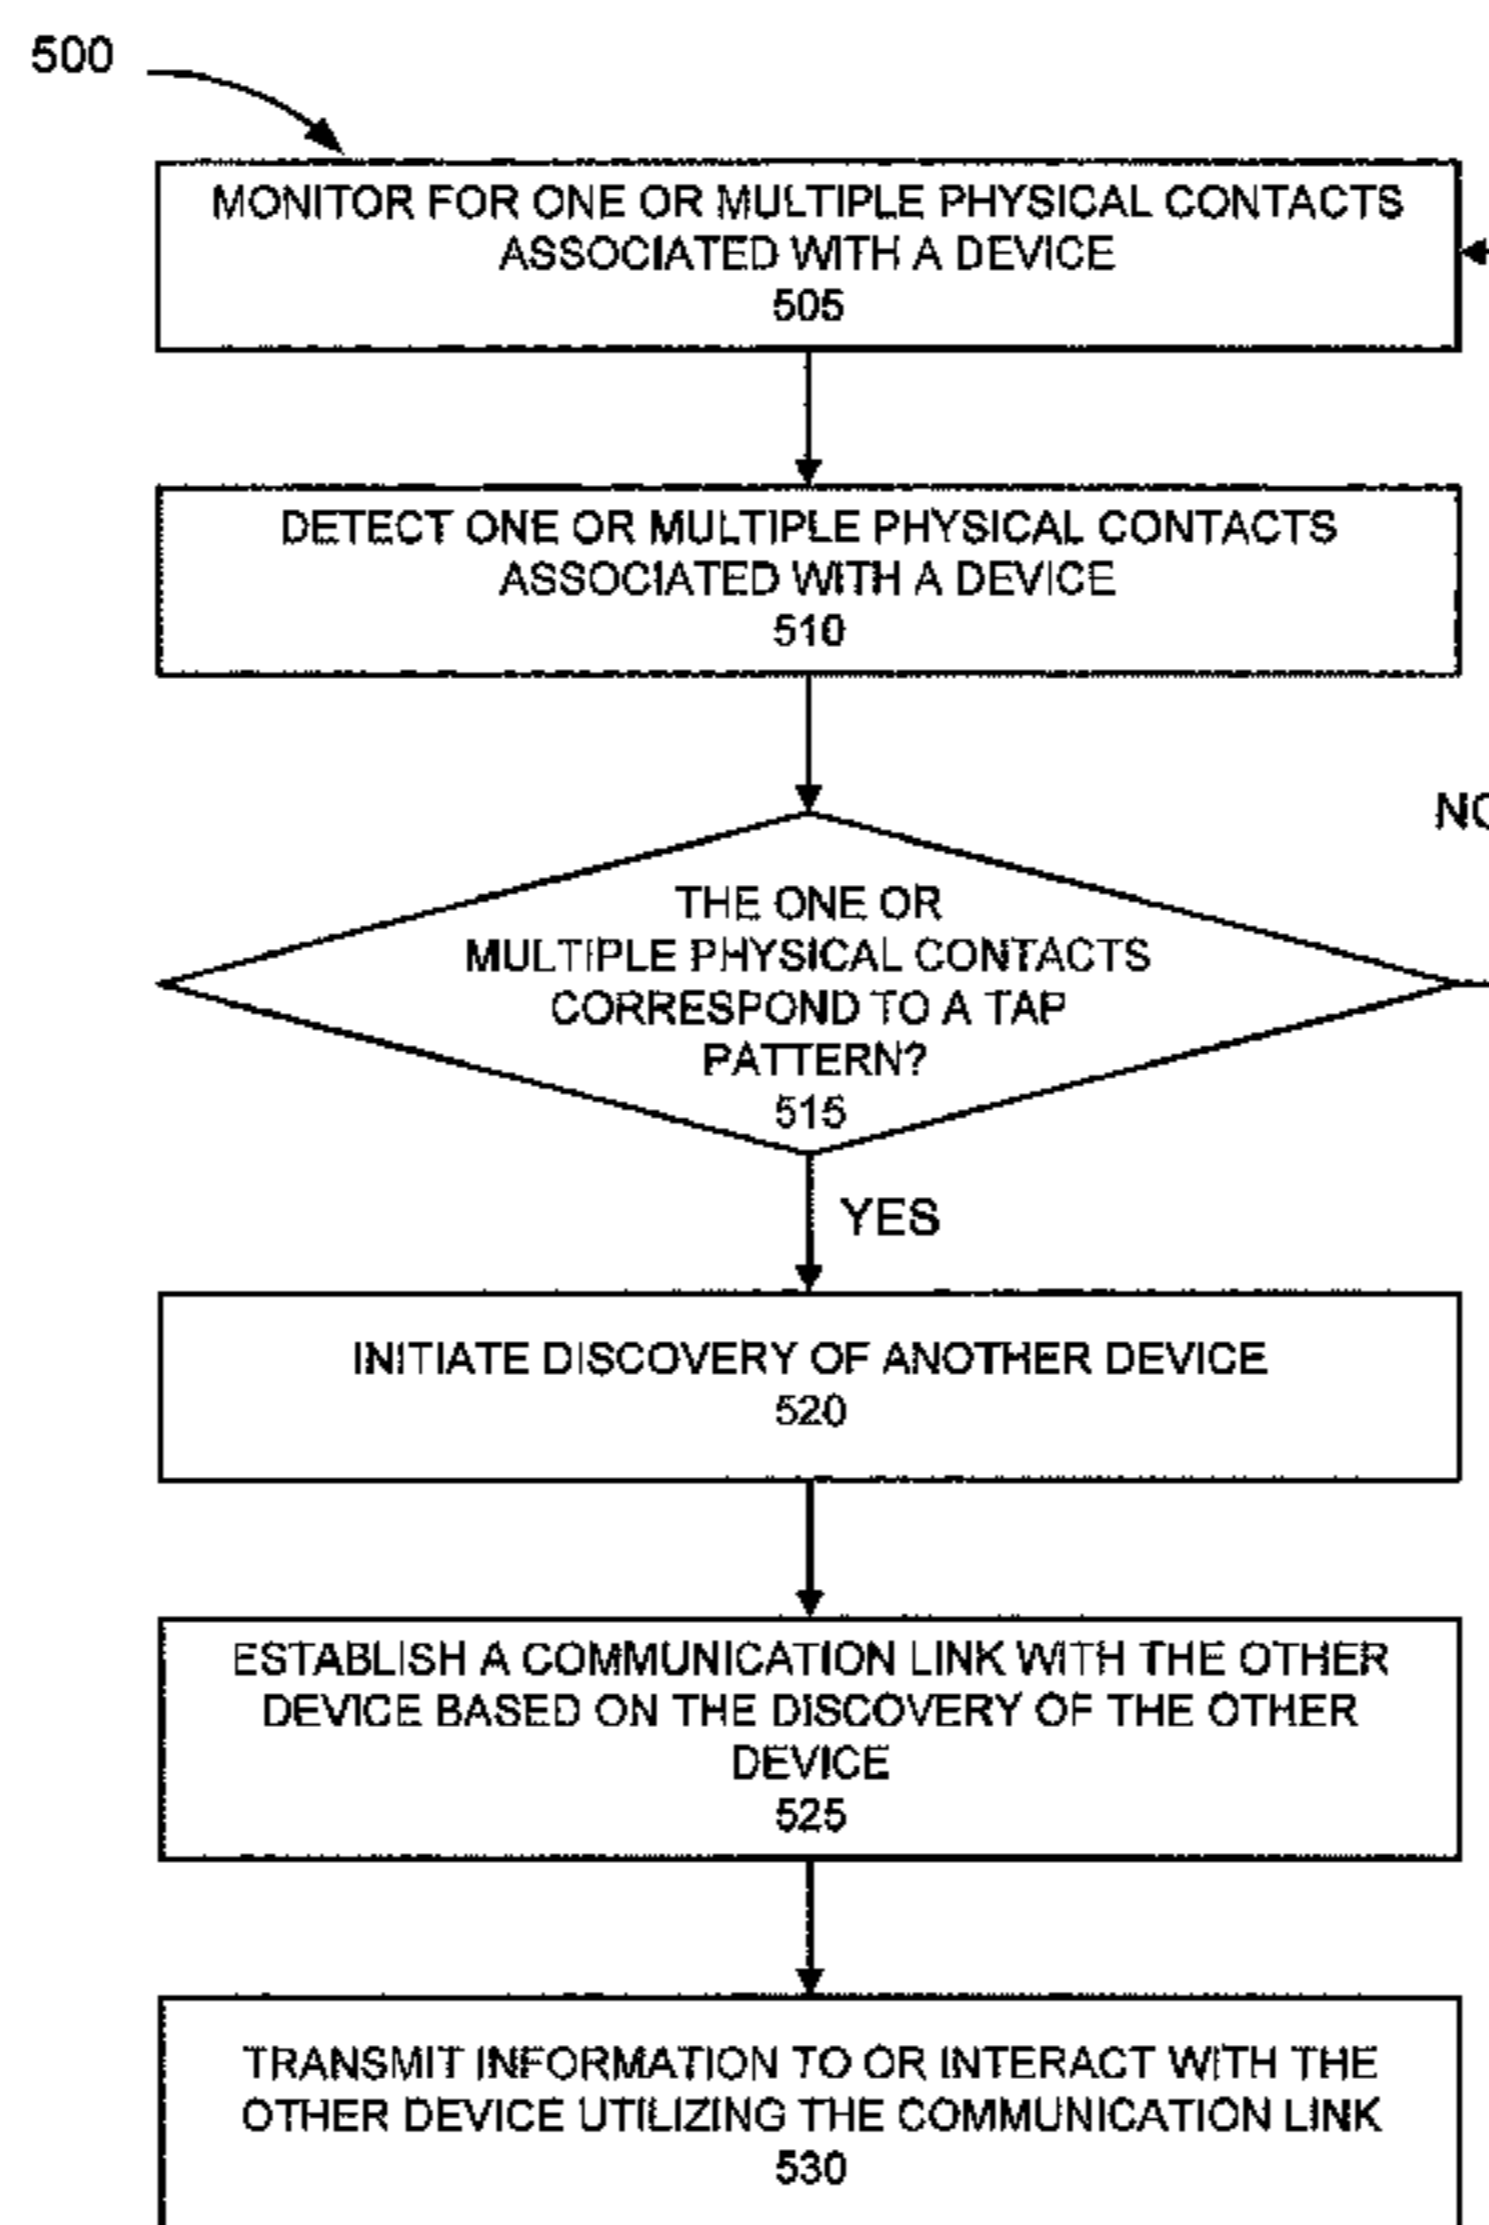 500
MONITOR FOR ONE OR MULTIPLE PHYSICAL CONTACTS
ASSOCIATED WITH A DEVICE
505
DETECT ONE OR MULTIPLE PHYSICAL CONTACTS
ASSOCIATED WITH A DEVICE
510
THE ONE OR
MULTIPLE PHYSICAL CONTACTS
CORRESPOND TO A TAP
PATTERN?
515
NO
YES
INITIATE DISCOVERY OF ANOTHER DEVICE
520
ESTABLISH A COMMUNICATION LINK WITH THE OTHER
DEVICE BASED ON THE DISCOVERY OF THE OTHER
DEVICE
525
TRANSMIT INFORMATION TO OR INTERACT WITH THE
OTHER DEVICE UTILIZING THE COMMUNICATION LINK
530